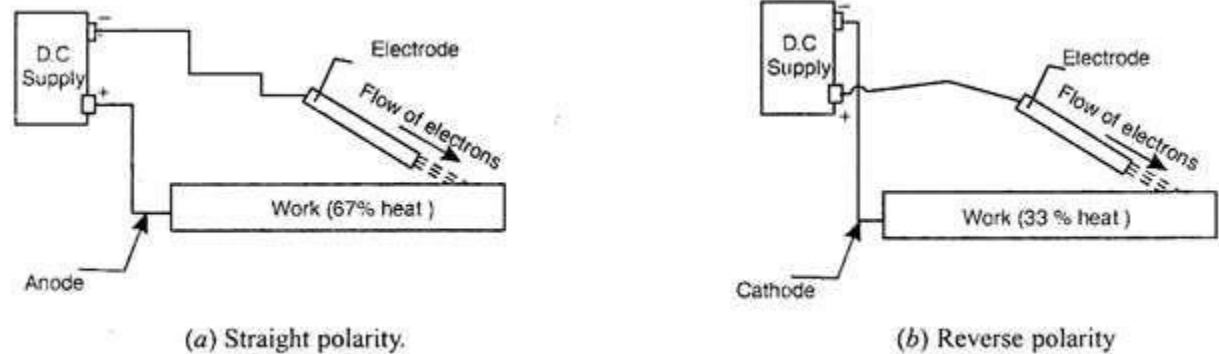 D.C
Supply
−
+
Electrode
Flow of electrons
Work (67% heat )
Anode
(a) Straight polarity.
D.C
Supply
−
+
Electrode
Flow of electrons
Work (33 % heat )
Cathode
(b) Reverse polarity